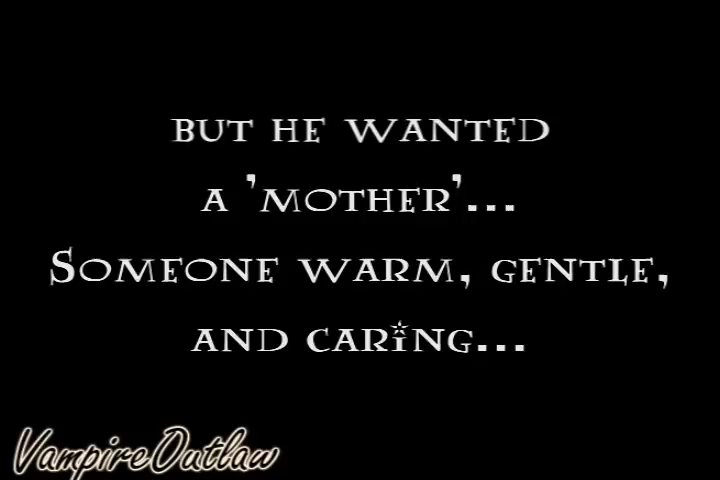 but he wanted
a 'mother'...
Someone warm, gentle,
and caring...
VampireOutlaw